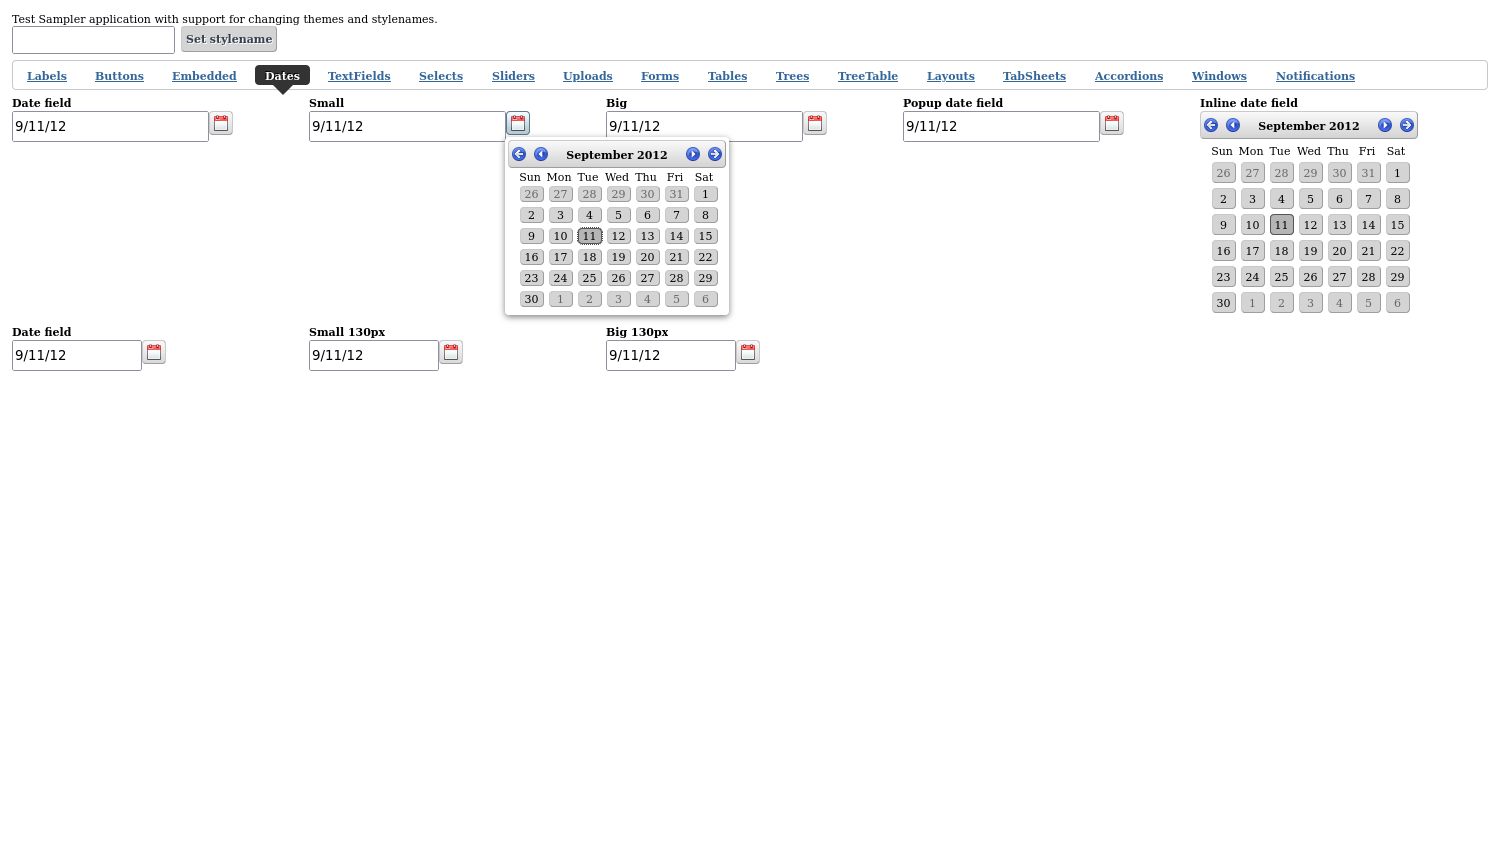 Test Sampler application with support for changing themes and stylenames.
Set stylename
Labels Buttons Embedded Dates TextFields Selects Sliders Uploads Forms Tables Trees TreeTable Layouts TabSheets Accordions Windows Notifications
Date field Small Big Popup date field Inline date field
9/11/12 9/11/12 9/11/12 9/11/12
September 2012
Sun Mon Tue Wed Thu Fri Sat
26 27 28 29 30 31 1
2 3 4 5 6 7 8
9 10 11 12 13 14 15
16 17 18 19 20 21 22
23 24 25 26 27 28 29
30 1 2 3 4 5 6
September 2012
Sun Mon Tue Wed Thu Fri Sat
26 27 28 29 30 31 1
2 3 4 5 6 7 8
9 10 11 12 13 14 15
16 17 18 19 20 21 22
23 24 25 26 27 28 29
30 1 2 3 4 5 6
Date field Small 130px Big 130px
9/11/12 9/11/12 9/11/12